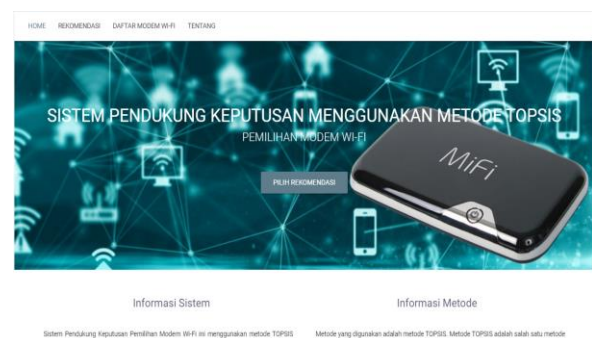 HOME REKOMENDASI DAFTAR MODEM WI-FI TENTANG
SISTEM PENDUKUNG KEPUTUSAN MENGGUNAKAN METODE TOPSIS
PEMILIHAN MODEM WI-FI
MiFi
PILIH REKOMENDASI
Informasi Sistem
Sistem Pendukung Keputusan Pemilihan Modem Wi-Fi ini menggunakan metode TOPSIS
Informasi Metode
Metode yang digunakan adalah metode TOPSIS. Metode TOPSIS adalah salah satu metode